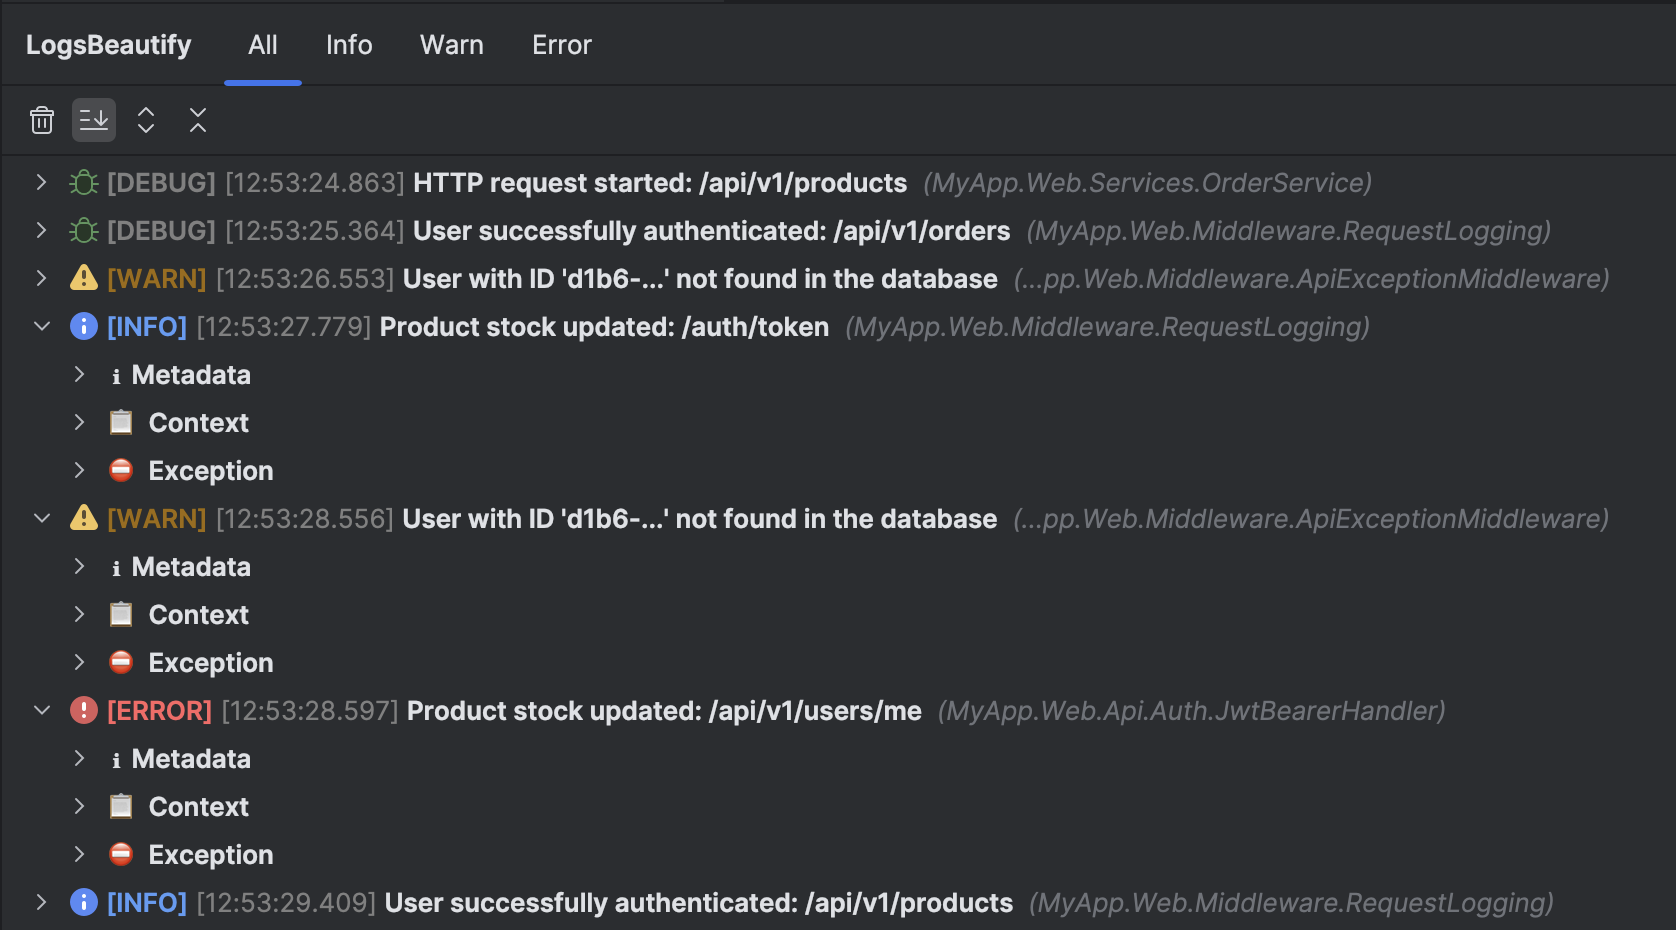 LogsBeautify All Info Warn Error
[DEBUG] [12:53:24.863] HTTP request started: /api/v1/products (MyApp.Web.Services.OrderService)
[DEBUG] [12:53:25.364] User successfully authenticated: /api/v1/orders (MyApp.Web.Middleware.RequestLogging)
[WARN] [12:53:26.553] User with ID 'd1b6-...' not found in the database (...pp.Web.Middleware.ApiExceptionMiddleware)
[INFO] [12:53:27.779] Product stock updated: /auth/token (MyApp.Web.Middleware.RequestLogging)
Metadata
Context
Exception
[WARN] [12:53:28.556] User with ID 'd1b6-...' not found in the database (...pp.Web.Middleware.ApiExceptionMiddleware)
Metadata
Context
Exception
[ERROR] [12:53:28.597] Product stock updated: /api/v1/users/me (MyApp.Web.Api.Auth.JwtBearerHandler)
Metadata
Context
Exception
[INFO] [12:53:29.409] User successfully authenticated: /api/v1/products (MyApp.Web.Middleware.RequestLogging)